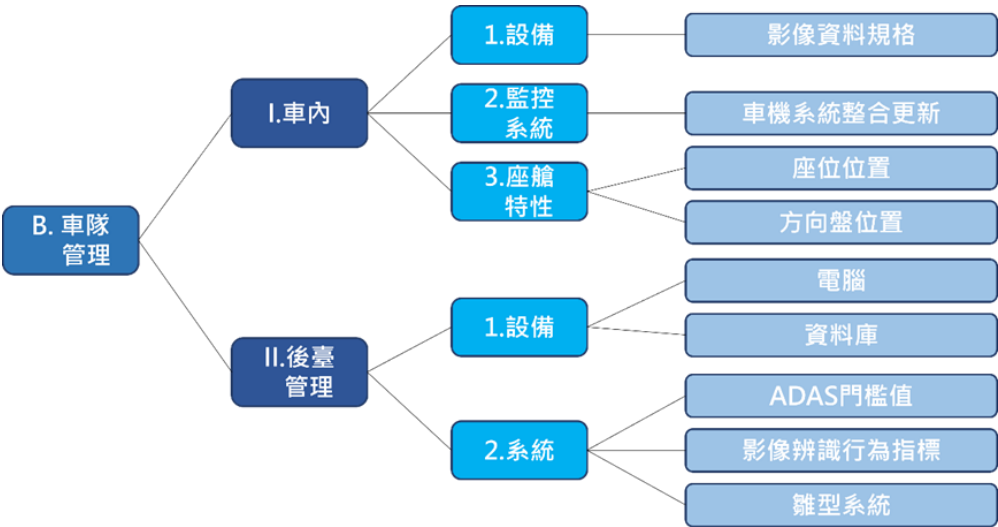 B. 車隊
管理
I.車內
1.設備
影像資料規格
2.監控
系統
車機系統整合更新
3.座艙
特性
座位位置
方向盤位置
II.後臺
管理
1.設備
電腦
資料庫
2.系統
ADAS門檻值
影像辨識行為指標
雛型系統